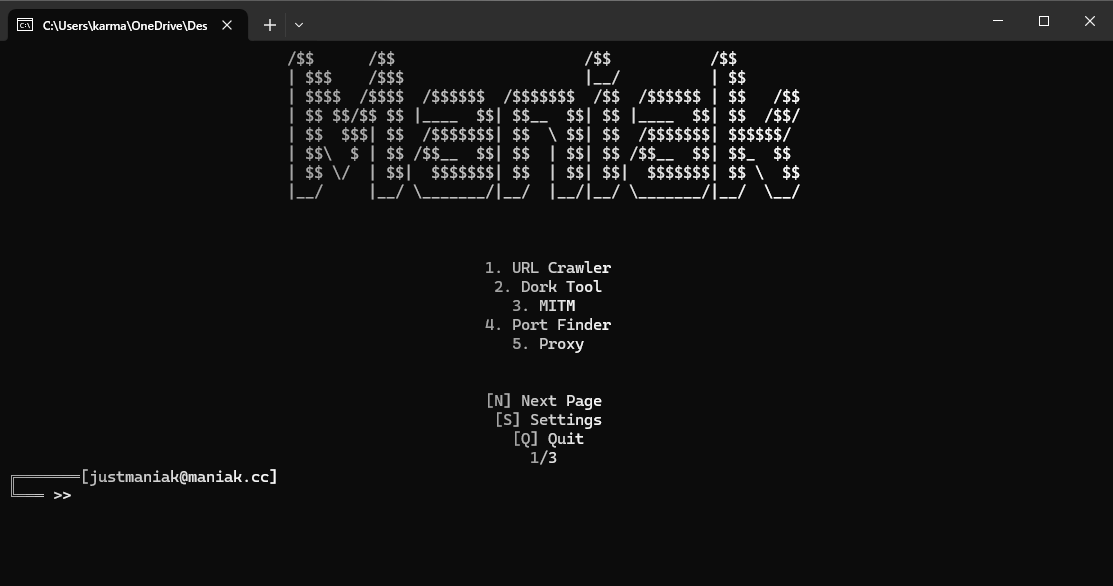 C:\Users\karma\OneDrive\Des
 /$$      /$$                     /$$           /$$
| $$$    /$$$                    |__/          | $$
| $$$$  /$$$$  /$$$$$$  /$$$$$$$  /$$  /$$$$$$ | $$   /$$
| $$ $$/$$ $$ |____  $$| $$__  $$| $$ |____  $$| $$  /$$/
| $$  $$$| $$  /$$$$$$$| $$  \ $$| $$  /$$$$$$$| $$$$$$/
| $$\  $ | $$ /$$__  $$| $$  | $$| $$ /$$__  $$| $$_  $$
| $$ \/  | $$|  $$$$$$$| $$  | $$| $$|  $$$$$$$| $$ \  $$
|__/     |__/ \_______/|__/  |__/|__/ \_______/|__/  \__/
1. URL Crawler
2. Dork Tool
3. MITM
4. Port Finder
5. Proxy
[N] Next Page
[S] Settings
[Q] Quit
1/3
╔═══════[justmaniak@maniak.cc]
╚═══ >>